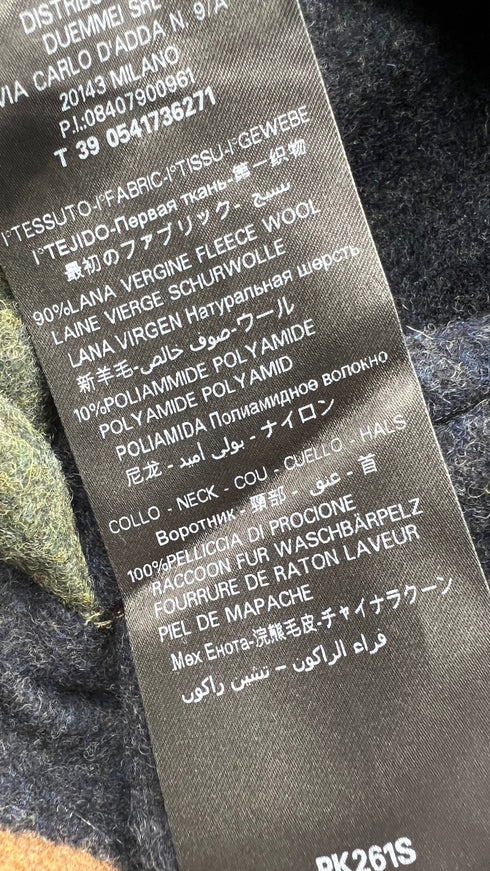 DISTRIBU
DUEMMEI SRL
VIA CARLO D'ADDA N. 9/A
20143 MILANO
P.I.:08407900961
T 39 0541736271
I°TESSUTO-I°FABRIC-I°TISSU-I°GEWEBE
I°TEJIDO-Первая ткань-第一织物
最初のファブリック- نسيج
90%LANA VERGINE FLEECE WOOL
LAINE VIERGE SCHURWOLLE
LANA VIRGEN Натуральная шерсть
新羊毛-صوف خالص-ウール
10%POLIAMMIDE POLYAMIDE
POLYAMIDE POLYAMID
POLIAMIDA Полиамидное волокно
尼龙 - بولي اميد - ナイロン
COLLO - NECK - COU - CUELLO - HALS
Воротник - 頸部 - عنق - 首
100%PELLICCIA DI PROCIONE
RACCOON FUR WASCHBÄRPELZ
FOURRURE DE RATON LAVEUR
PIEL DE MAPACHE
Мех Енота-浣熊毛皮-チャイナラクーン
فراء الراكون - تشين راكون
PK261S